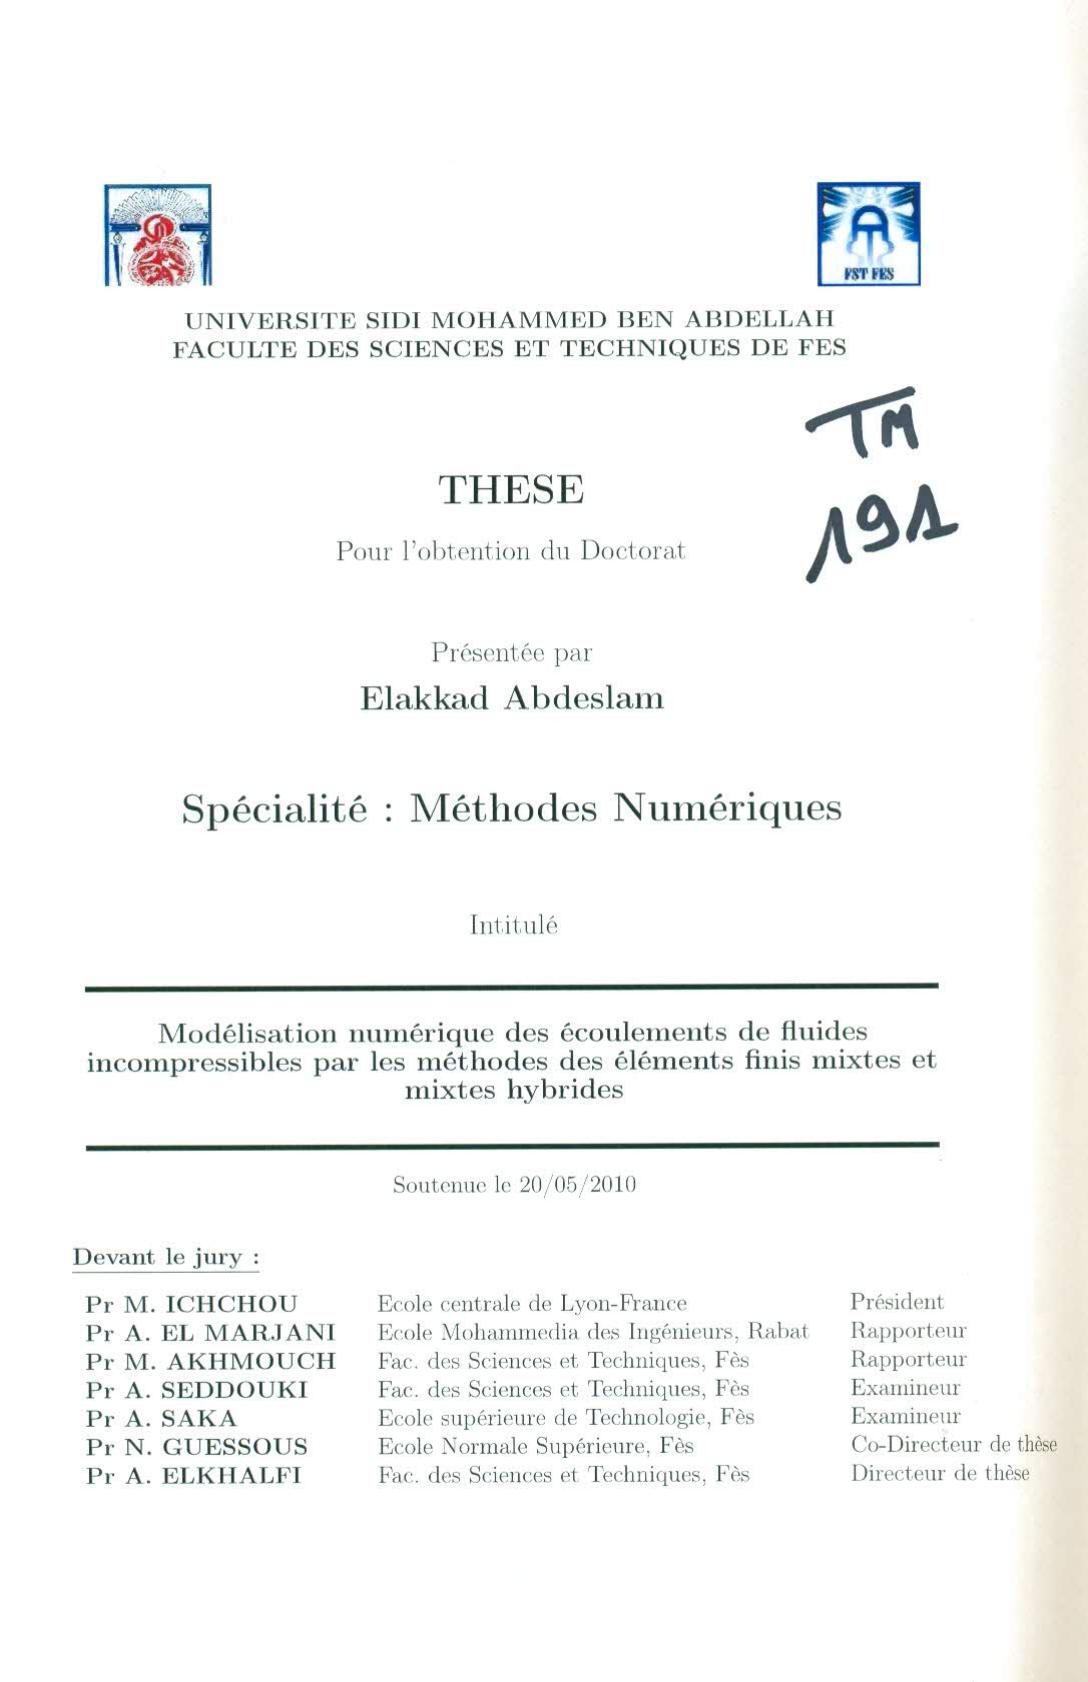 FST FES
UNIVERSITE SIDI MOHAMMED BEN ABDELLAH
FACULTE DES SCIENCES ET TECHNIQUES DE FES
TM
191
THESE
Pour l'obtention du Doctorat
Présentée par
Elakkad Abdeslam
Spécialité : Méthodes Numériques
Intitulé
Modélisation numérique des écoulements de fluides
incompressibles par les méthodes des éléments finis mixtes et
mixtes hybrides
Soutenue le 20/05/2010
Devant le jury :
Pr M. ICHCHOU Ecole centrale de Lyon-France Président
Pr A. EL MARJANI Ecole Mohammedia des Ingénieurs, Rabat Rapporteur
Pr M. AKHMOUCH Fac. des Sciences et Techniques, Fès Rapporteur
Pr A. SEDDOUKI Fac. des Sciences et Techniques, Fès Examineur
Pr A. SAKA Ecole supérieure de Technologie, Fès Examineur
Pr N. GUESSOUS Ecole Normale Supérieure, Fès Co-Directeur de thèse
Pr A. ELKHALFI Fac. des Sciences et Techniques, Fès Directeur de thèse